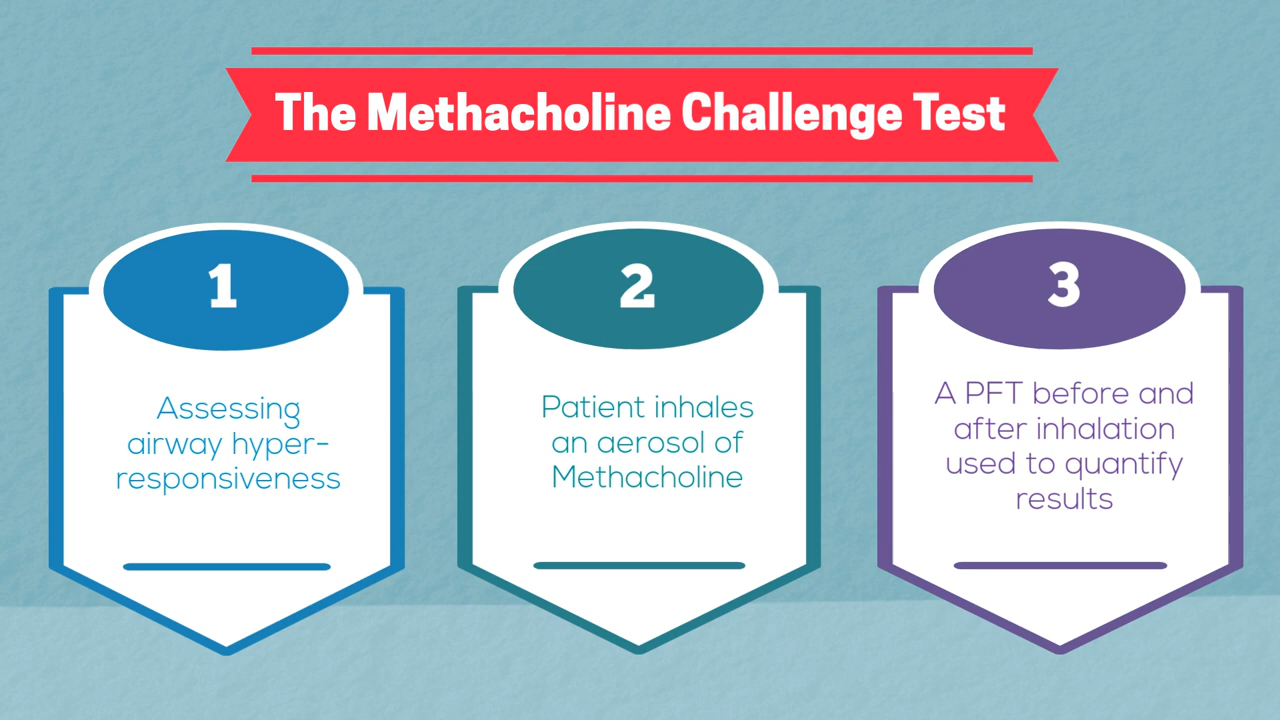 The Methacholine Challenge Test
1
Assessing
airway hyper-
responsiveness
2
Patient inhales
an aerosol of
Methacholine
3
A PFT before and
after inhalation
used to quantify
results